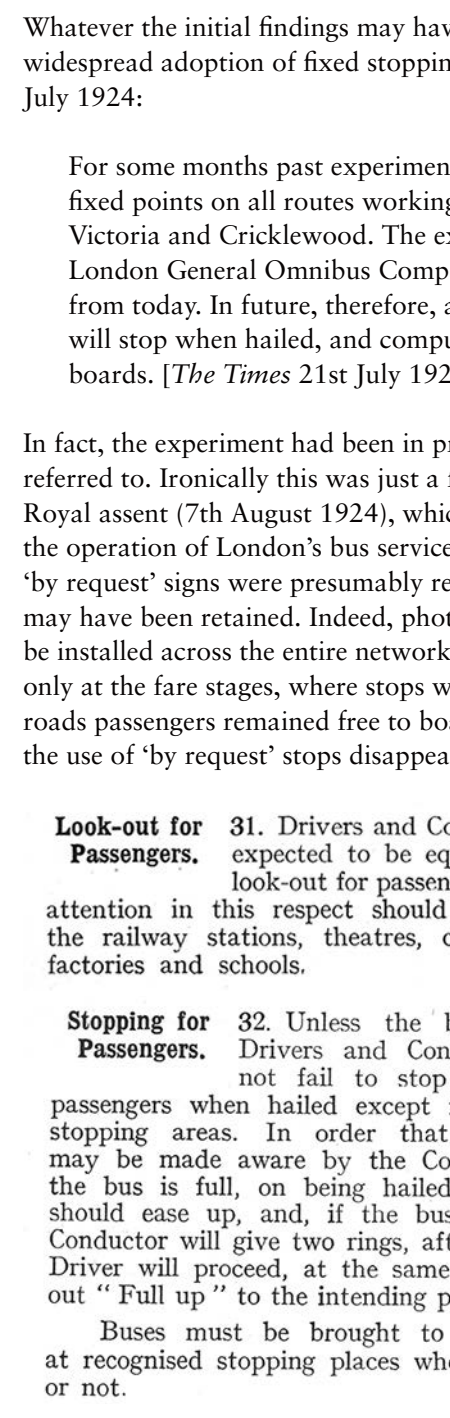 Whatever the initial findings may hav
widespread adoption of fixed stoppin
July 1924:
For some months past experimen
fixed points on all routes working
Victoria and Cricklewood. The ex
London General Omnibus Comp
from today. In future, therefore, a
will stop when hailed, and compu
boards. [The Times 21st July 192
In fact, the experiment had been in pr
referred to. Ironically this was just a f
Royal assent (7th August 1924), whic
the operation of London’s bus service
‘by request’ signs were presumably re
may have been retained. Indeed, phot
be installed across the entire network
only at the fare stages, where stops w
roads passengers remained free to boa
the use of ‘by request’ stops disappea
Look-out for 31. Drivers and Co
Passengers. expected to be eq
look-out for passen
attention in this respect should
the railway stations, theatres, c
factories and schools.
Stopping for 32. Unless the b
Passengers. Drivers and Con
not fail to stop
passengers when hailed except
stopping areas. In order that
may be made aware by the Co
the bus is full, on being hailed
should ease up, and, if the bus
Conductor will give two rings, aft
Driver will proceed, at the same
out “ Full up ” to the intending p
Buses must be brought to
at recognised stopping places whe
or not.